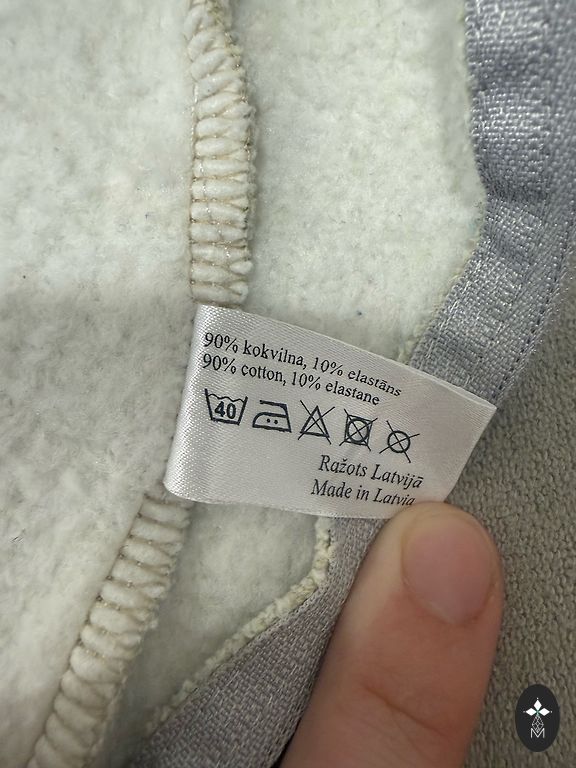 90% kokvilna, 10% elastāns
90% cotton, 10% elastane
40
Ražots Latvijā
Made in Latvia
M